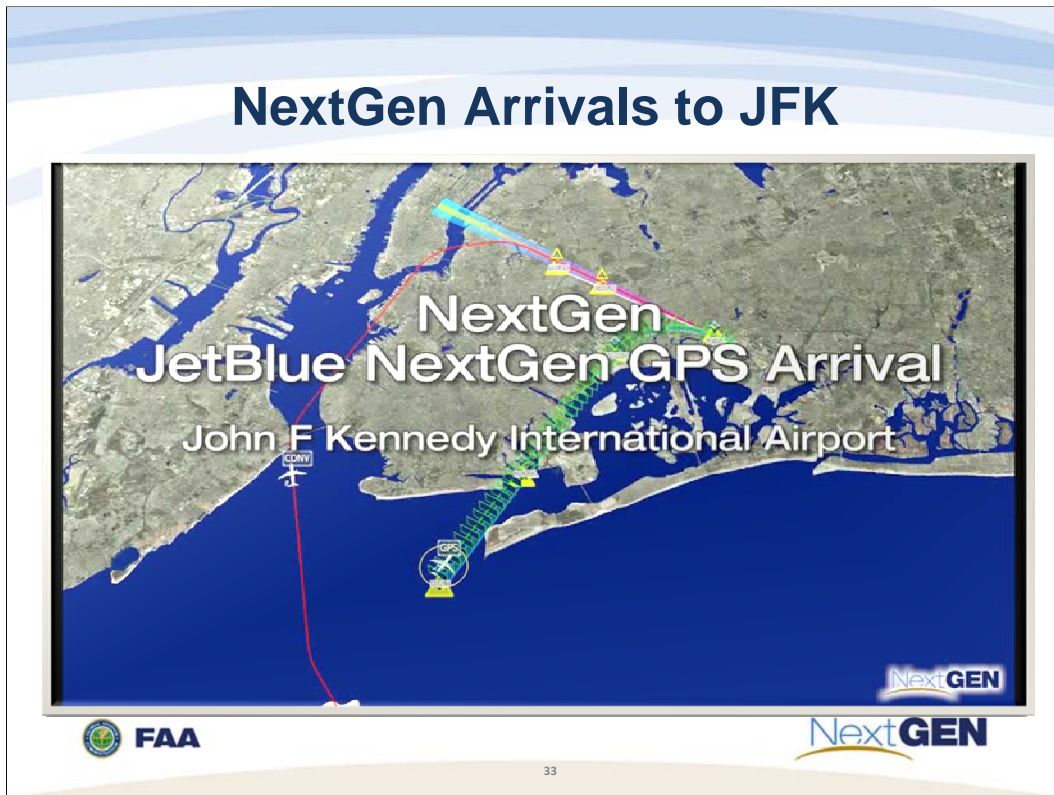 NextGen Arrivals to JFK
NextGen
JetBlue NextGen GPS Arrival
John F Kennedy International Airport
CONV
GPS
NextGEN
FAA
NextGEN
33